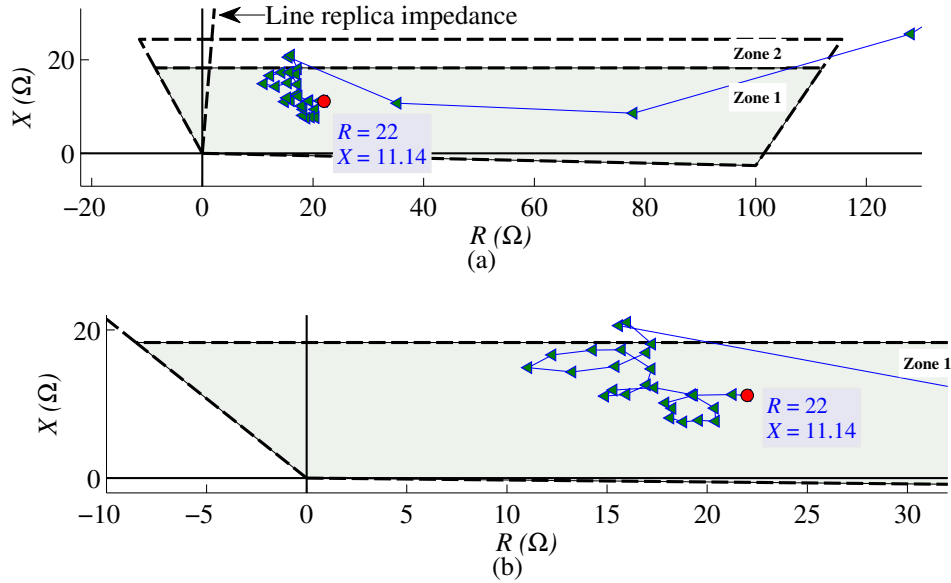 Line replica impedance
20
0
X (Ω)
Zone 2
Zone 1
R = 22
X = 11.14
−20 0 20 40 60 80 100 120
R (Ω)
(a)
20
0
X (Ω)
Zone 1
R = 22
X = 11.14
−10 −5 0 5 10 15 20 25 30
R (Ω)
(b)